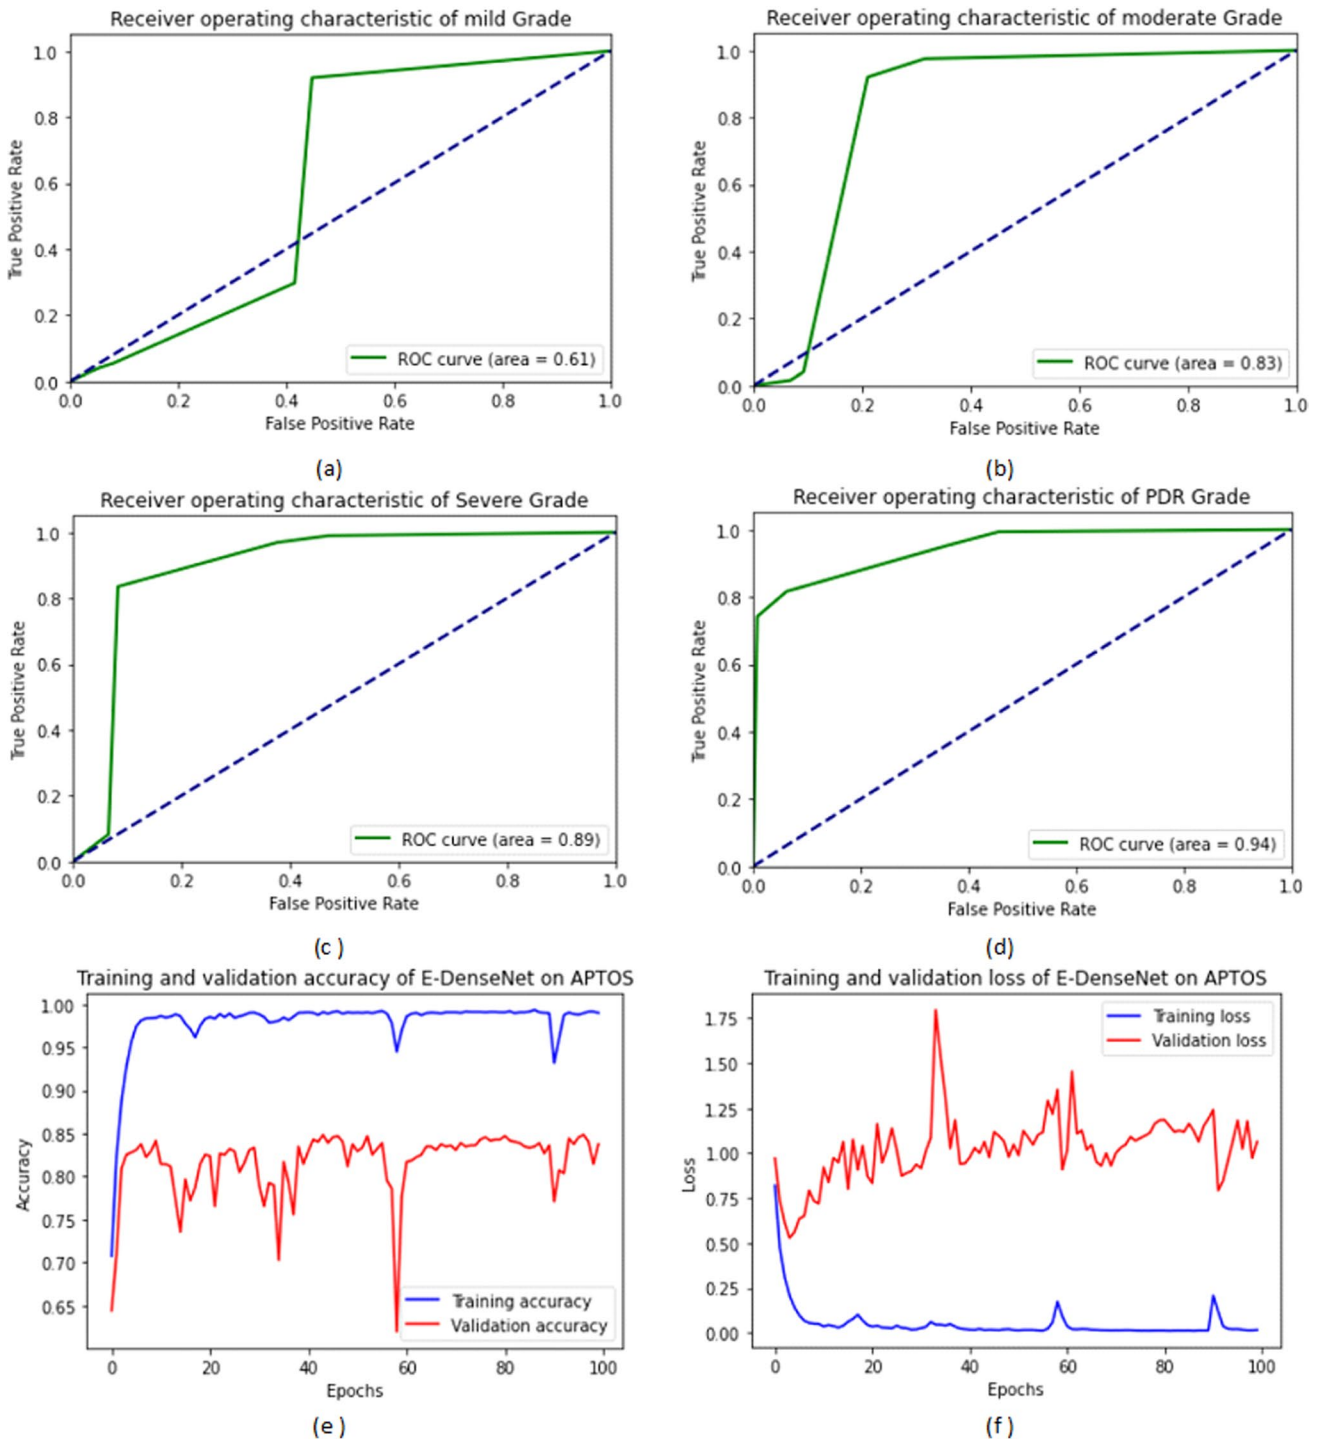 Receiver operating characteristic of mild Grade
1.0
0.8
0.6
0.4
0.2
0.0
True Positive Rate
ROC curve (area = 0.61)
0.0 0.2 0.4 0.6 0.8 1.0
False Positive Rate
(a)
Receiver operating characteristic of moderate Grade
1.0
0.8
0.6
0.4
0.2
0.0
True Positive Rate
ROC curve (area = 0.83)
0.0 0.2 0.4 0.6 0.8 1.0
False Positive Rate
(b)
Receiver operating characteristic of Severe Grade
1.0
0.8
0.6
0.4
0.2
0.0
True Positive Rate
ROC curve (area = 0.89)
0.0 0.2 0.4 0.6 0.8 1.0
False Positive Rate
(c )
Receiver operating characteristic of PDR Grade
1.0
0.8
0.6
0.4
0.2
0.0
True Positive Rate
ROC curve (area = 0.94)
0.0 0.2 0.4 0.6 0.8 1.0
False Positive Rate
(d)
Training and validation accuracy of E-DenseNet on APTOS
1.00
0.95
0.90
0.85
0.80
0.75
0.70
0.65
Accuracy
Training accuracy
Validation accuracy
0 20 40 60 80 100
Epochs
(e )
Training and validation loss of E-DenseNet on APTOS
1.75
1.50
1.25
1.00
0.75
0.50
0.25
0.00
Loss
Training loss
Validation loss
0 20 40 60 80 100
Epochs
(f )